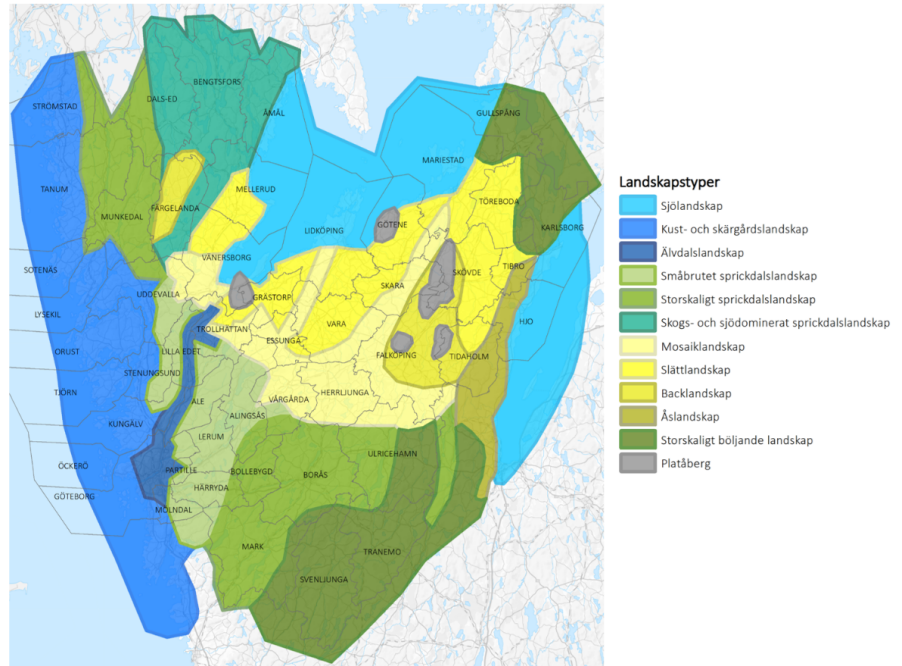 BENGTSFORS
DALS-ED
STRÖMSTAD
ÅMÅL
GULLSPÅNG
MARIESTAD
TANUM
MELLERUD
TÖREBODA
MUNKEDAL
FÄRGELANDA
GÖTENE
KARLSBORG
LIDKÖPING
VÄNERSBORG
SOTENÄS
SKÖVDE
TIBRO
SKARA
UDDEVALLA
GRÄSTORP
LYSEKIL
HJO
VARA
TROLLHÄTTAN
ESSUNGA
ORUST
LILLA EDET
FALKÖPING
TIDAHOLM
STENUNGSUND
TJÖRN
HERRLJUNGA
ALE
VÅRGÅRDA
ALINGSÅS
KUNGÄLV
LERUM
ULRICEHAMN
ÖCKERÖ
PARTILLE
BOLLEBYGD
BORÅS
HÄRRYDA
GÖTEBORG
MÖLNDAL
MARK
TRANEMO
SVENLJUNGA
Landskapstyper
Sjölandskap
Kust- och skärgårdslandskap
Älvdalslandskap
Småbrutet sprickdalslandskap
Storskaligt sprickdalslandskap
Skogs- och sjödominerat sprickdalslandskap
Mosaiklandskap
Slättlandskap
Backlandskap
Åslandskap
Storskaligt böljande landskap
Platåberg